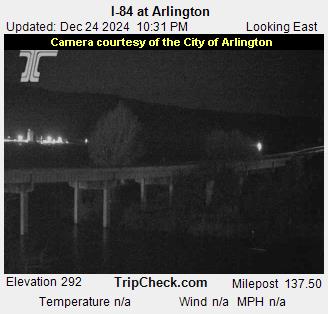 I-84 at Arlington
Updated: Dec 24 2024 10:31 PM Looking East
Camera courtesy of the City of Arlington
Elevation 292 TripCheck.com Milepost 137.50
Temperature n/a Wind n/a MPH n/a